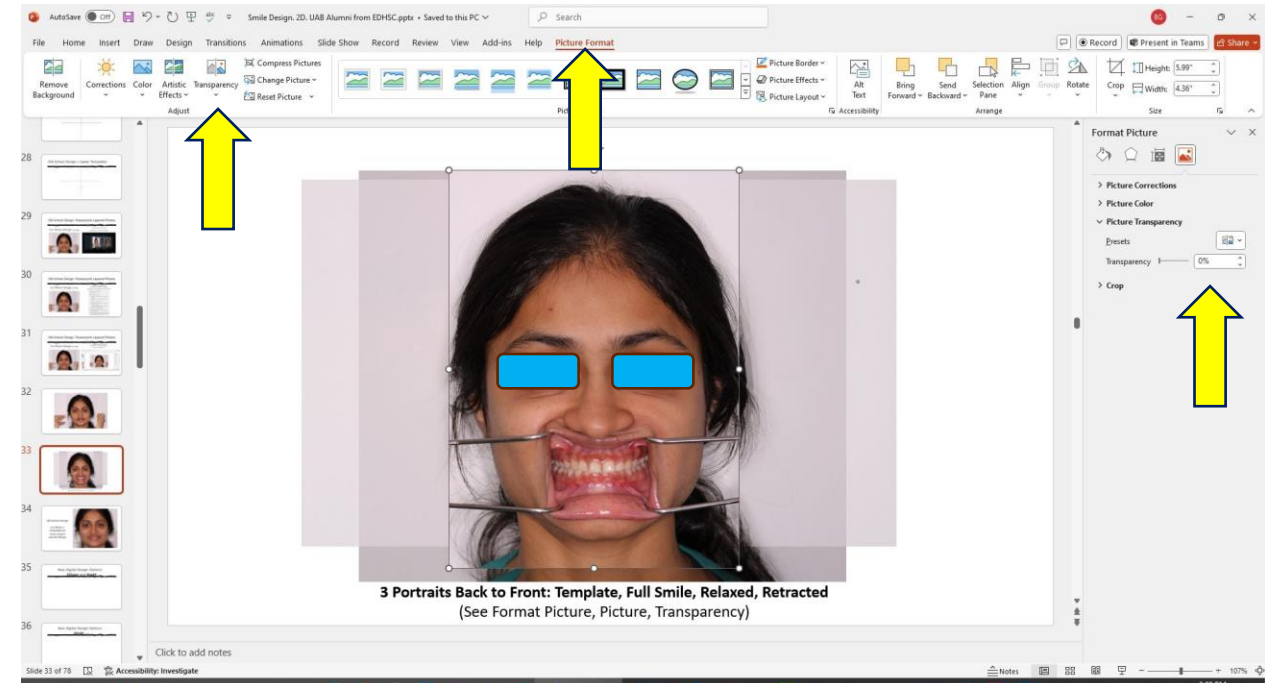 AutoSave Off Smile Design. 2D. UAB Alumni from EDHSC.pptx • Saved to this PC Search BG
File Home Insert Draw Design Transitions Animations Slide Show Record Review View Add-ins Help Picture Format Record Present in Teams Share
Remove Background
Corrections
Color
Artistic Effects
Transparency
Compress Pictures
Change Picture
Reset Picture
Adjust
Picture Border
Picture Effects
Picture Layout
Alt Text
Accessibility
Bring Forward
Send Backward
Selection Pane
Align
Group
Rotate
Arrange
Crop
Height: 5.99"
Width: 4.36"
Size
28
29
30
31
32
33
34
35
36
3 Portraits Back to Front: Template, Full Smile, Relaxed, Retracted
(See Format Picture, Picture, Transparency)
Format Picture
Picture Corrections
Picture Color
Picture Transparency
Presets
Transparency 0%
Crop
Click to add notes
Slide 33 of 78 Accessibility: Investigate Notes 107%